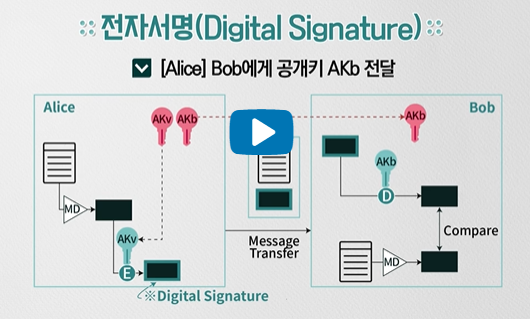 전자서명(Digital Signature)
[Alice] Bob에게 공개키 AKb 전달
Alice
Bob
AKv
AKb
AKb
AKb
MD
AKv
D
Compare
Message
Transfer
MD
E
※Digital Signature